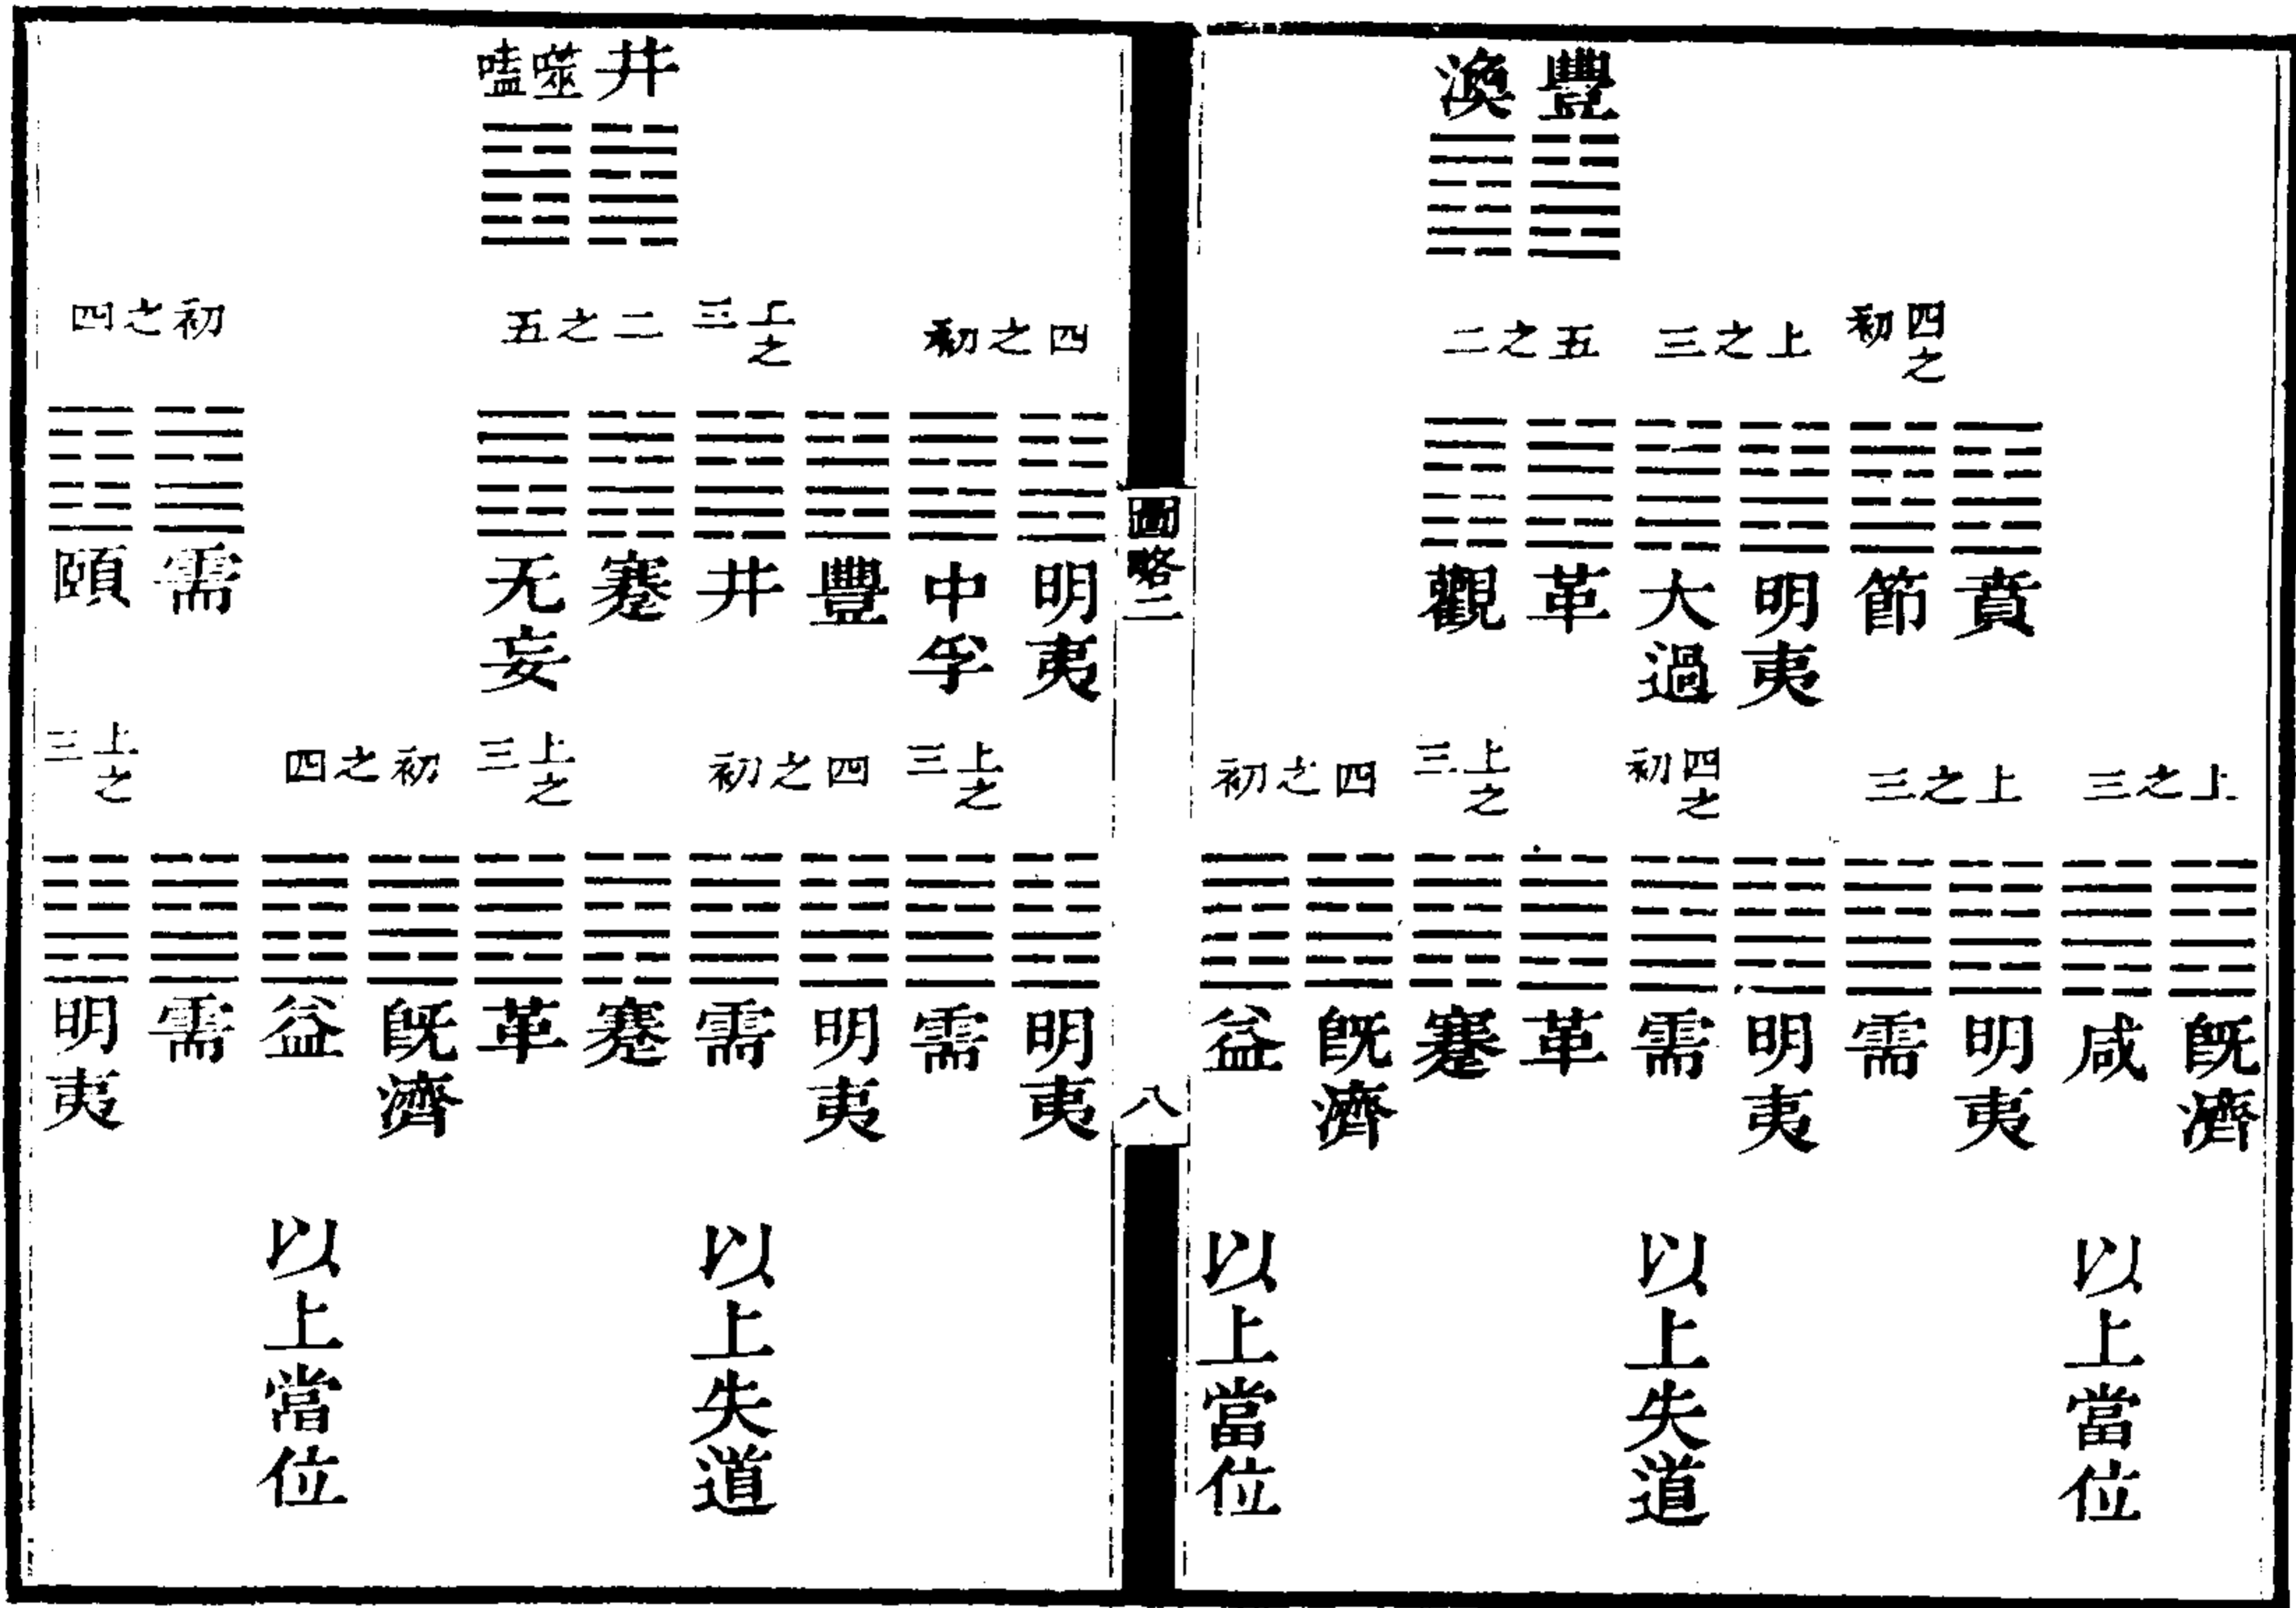 豐
渙
四之初
上之三
五之二
賁
節
明夷
大過
革
觀
上之三
上之三
四之初
上之三
四之初
既濟
咸
明夷
需
明夷
需
革
蹇
既濟
益
以上當位
以上失道
以上當位
圖略二
八
井
噬嗑
四之初
上之三
二之五
初之四
明夷
中孚
豐
井
蹇
无妄
需
頤
上之三
四之初
上之三
初之四
上之三
明夷
需
明夷
需
蹇
革
既濟
益
需
明夷
以上失道
以上當位